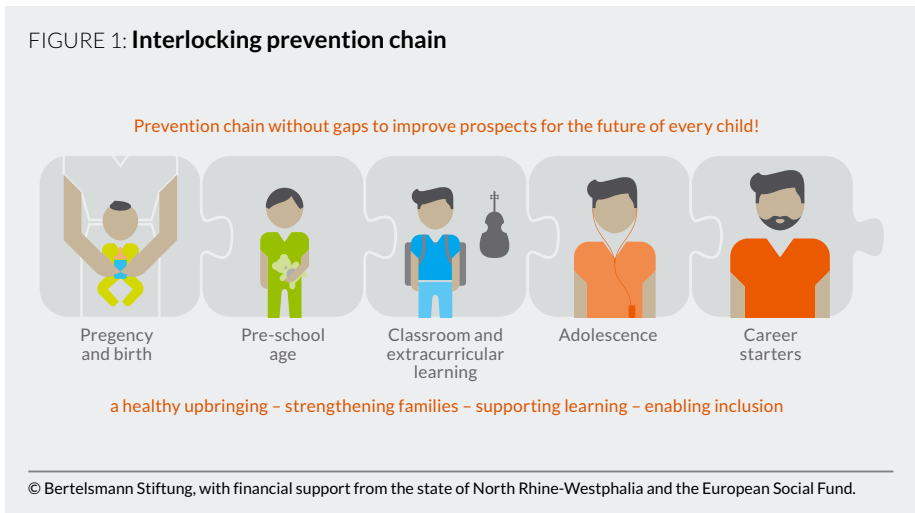 FIGURE 1: Interlocking prevention chain
Prevention chain without gaps to improve prospects for the future of every child!
Pregency
and birth
Pre-school
age
Classroom and
extracurricular
learning
Adolescence
Career
starters
a healthy upbringing – strengthening families – supporting learning – enabling inclusion
© Bertelsmann Stiftung, with financial support from the state of North Rhine-Westphalia and the European Social Fund.